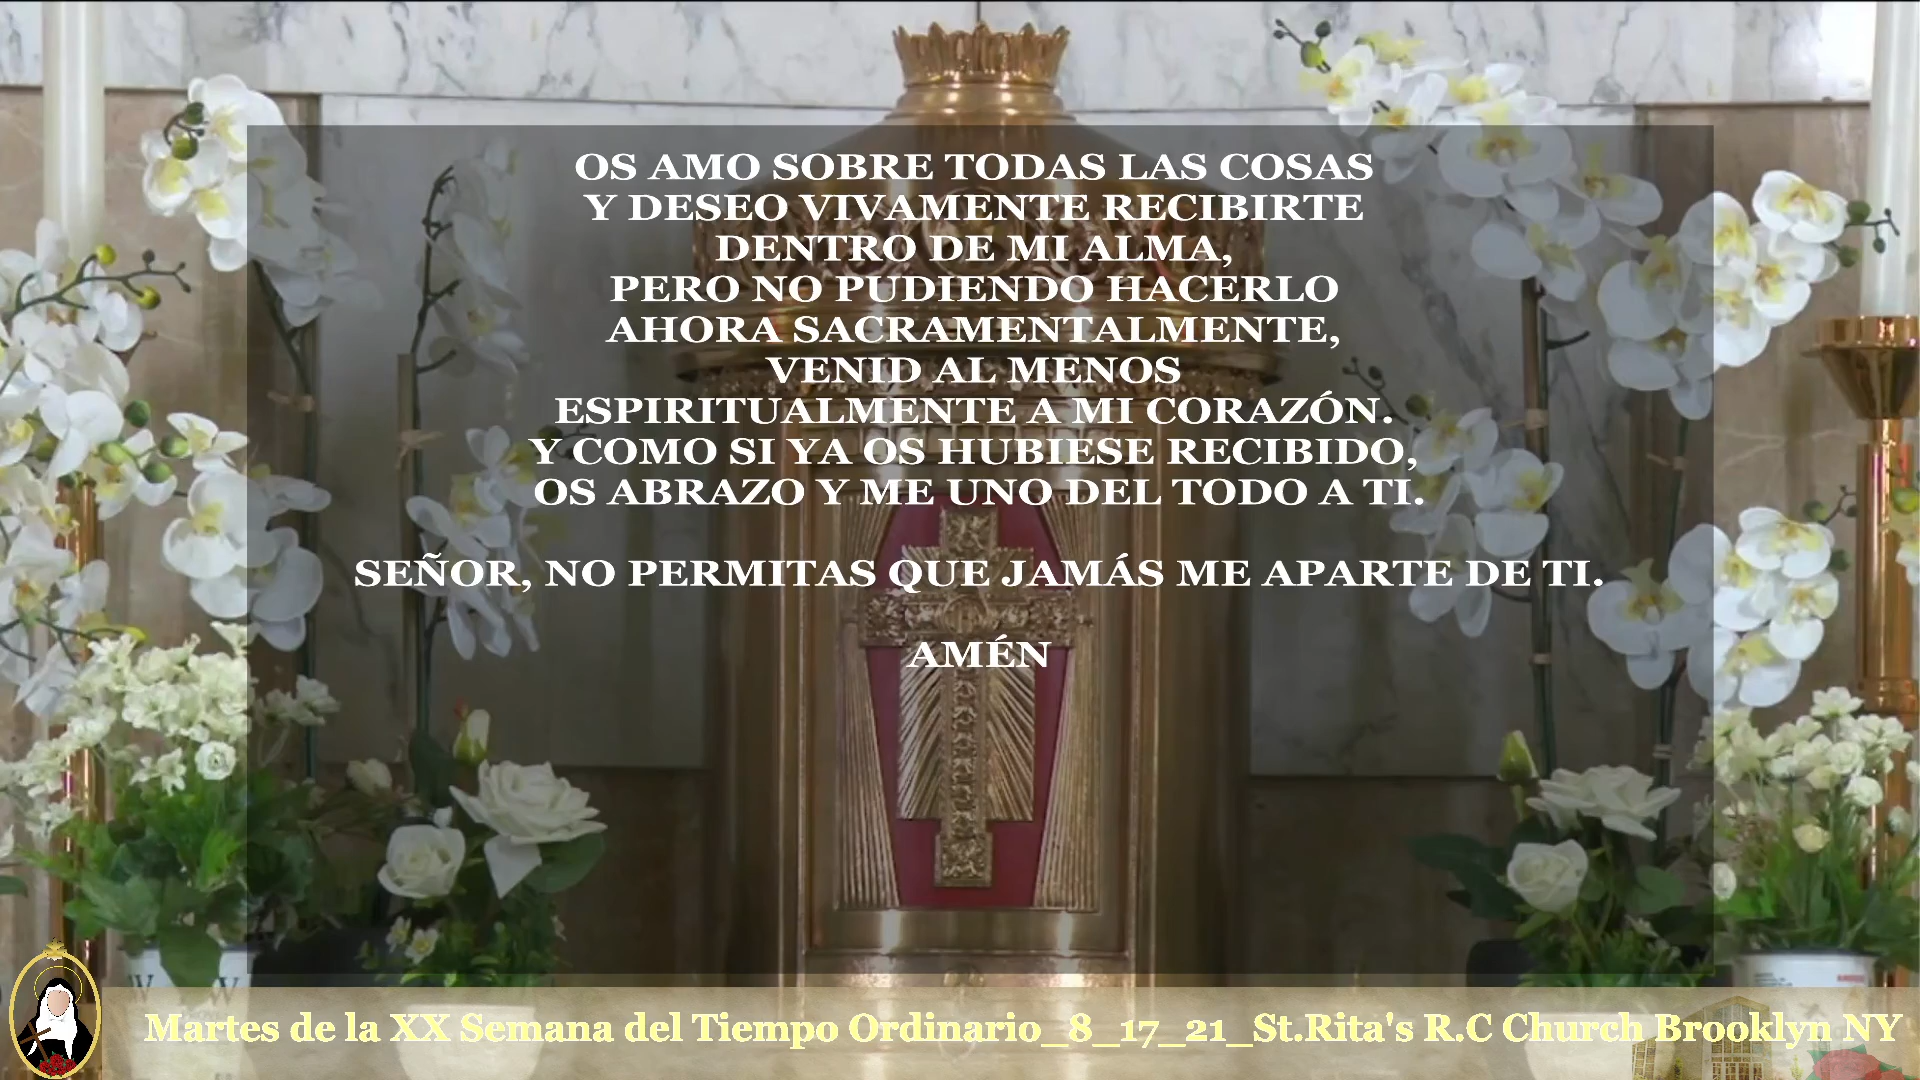 OS AMO SOBRE TODAS LAS COSAS
Y DESEO VIVAMENTE RECIBIRTE
DENTRO DE MI ALMA,
PERO NO PUDIENDO HACERLO
AHORA SACRAMENTALMENTE,
VENID AL MENOS
ESPIRITUALMENTE A MI CORAZÓN.
Y COMO SI YA OS HUBIESE RECIBIDO,
OS ABRAZO Y ME UNO DEL TODO A TI.
SEÑOR, NO PERMITAS QUE JAMÁS ME APARTE DE TI.
AMÉN
Martes de la XX Semana del Tiempo Ordinario_8_17_21_St.Rita's R.C Church Brooklyn NY